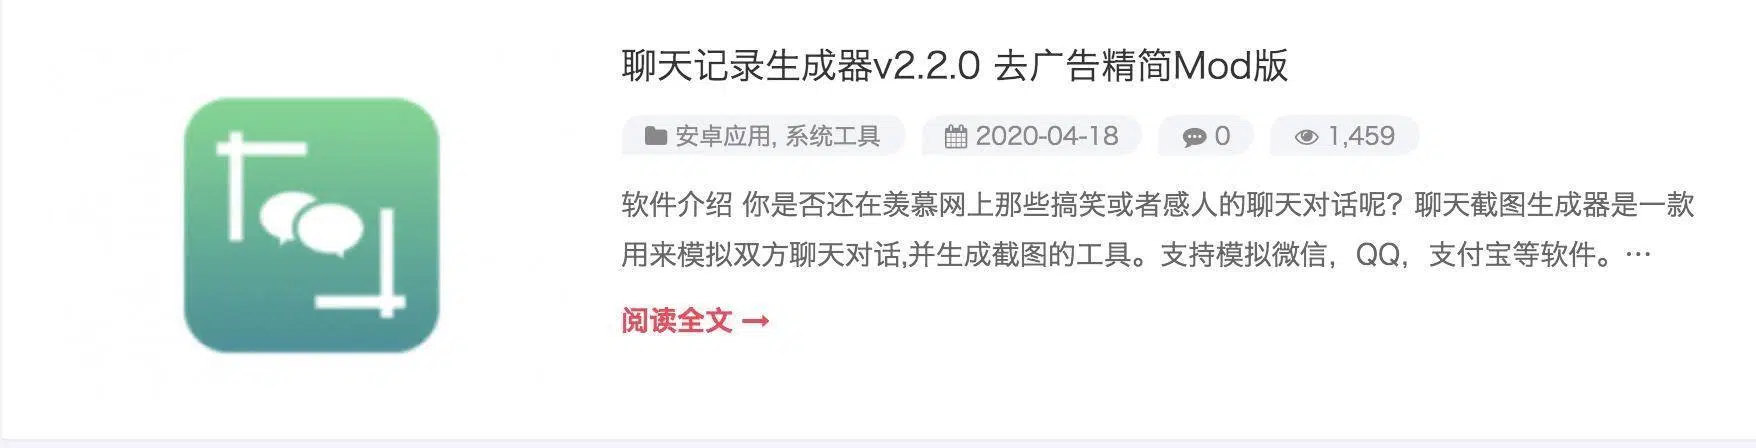 聊天记录生成器v2.2.0 去广告精简Mod版
安卓应用, 系统工具 2020-04-18 0 1,459
软件介绍 你是否还在羡慕网上那些搞笑或者感人的聊天对话呢？聊天截图生成器是一款
用来模拟双方聊天对话,并生成截图的工具。支持模拟微信，QQ，支付宝等软件。…
阅读全文 →